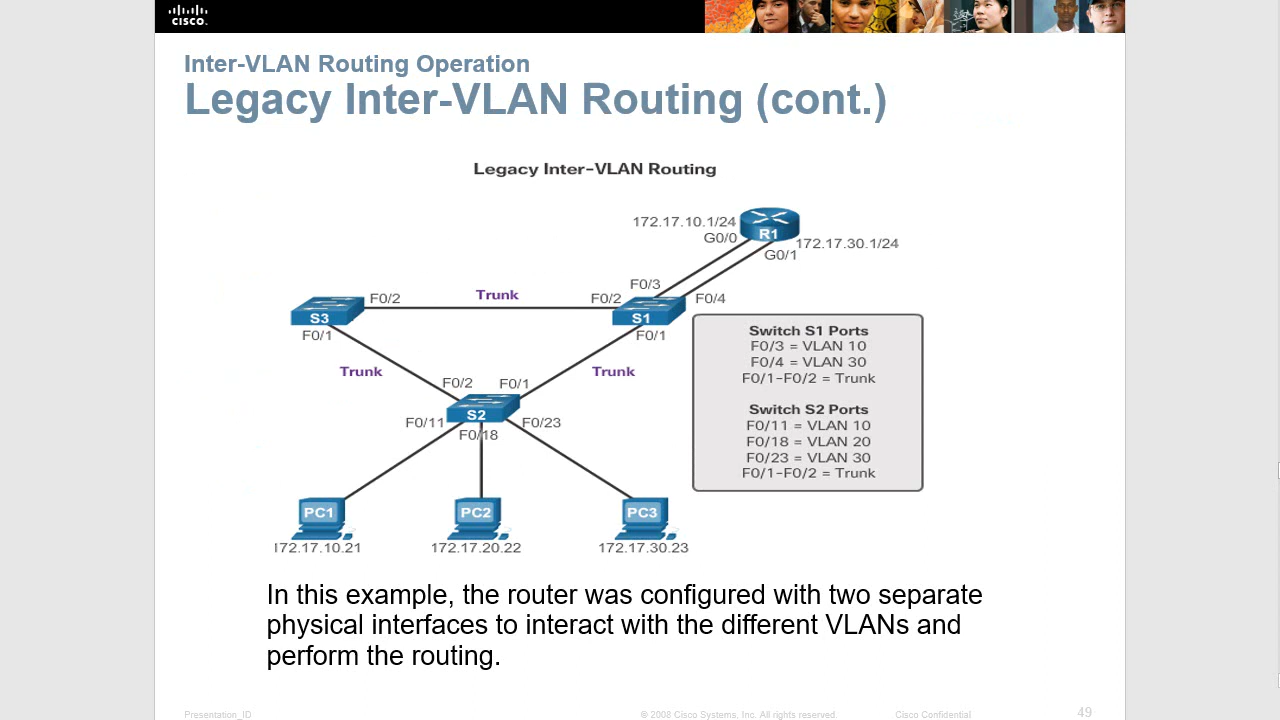 CISCO
Inter-VLAN Routing Operation
Legacy Inter-VLAN Routing (cont.)
Legacy Inter-VLAN Routing
172.17.10.1/24
G0/0
R1
172.17.30.1/24
G0/1
F0/3
F0/2
Trunk
F0/2
F0/4
S3
S1
F0/1
F0/1
Switch S1 Ports
F0/3 = VLAN 10
F0/4 = VLAN 30
F0/1-F0/2 = Trunk
Trunk
Trunk
F0/2
F0/1
S2
F0/11
F0/23
F0/18
Switch S2 Ports
F0/11 = VLAN 10
F0/18 = VLAN 20
F0/23 = VLAN 30
F0/1-F0/2 = Trunk
PC1
PC2
PC3
172.17.10.21
172.17.20.22
172.17.30.23
In this example, the router was configured with two separate
physical interfaces to interact with the different VLANs and
perform the routing.
Presentation_ID
© 2008 Cisco Systems, Inc. All rights reserved.
Cisco Confidential
49